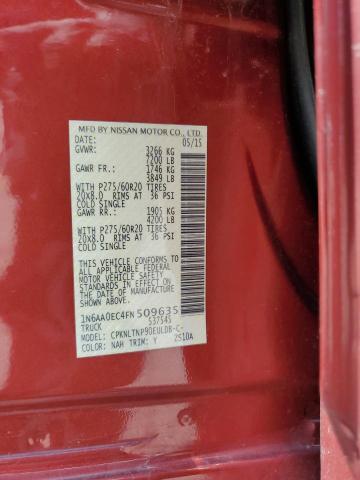 MFD BY NISSAN MOTOR CO., LTD.
DATE: 05/15
GVWR: 3266 KG
7200 LB
GAWR FR.: 1746 KG
3849 LB
WITH P275/60R20 TIRES
20X8.0 RIMS AT 36 PSI
COLD SINGLE
GAWR RR.: 1905 KG
4200 LB
WITH P275/60R20 TIRES
20X8.0 RIMS AT 36 PSI
COLD SINGLE
THIS VEHICLE CONFORMS TO
ALL APPLICABLE U.S. FEDERAL
MOTOR VEHICLE SAFETY
STANDARDS IN EFFECT ON THE
DATE OF MANUFACTURE
SHOWN ABOVE.
1N6AA0EC4FN509635
TRUCK 537545
MODEL: CPKNLTNP90EULDB-C-
COLOR: NAH TRIM: Y 2510A